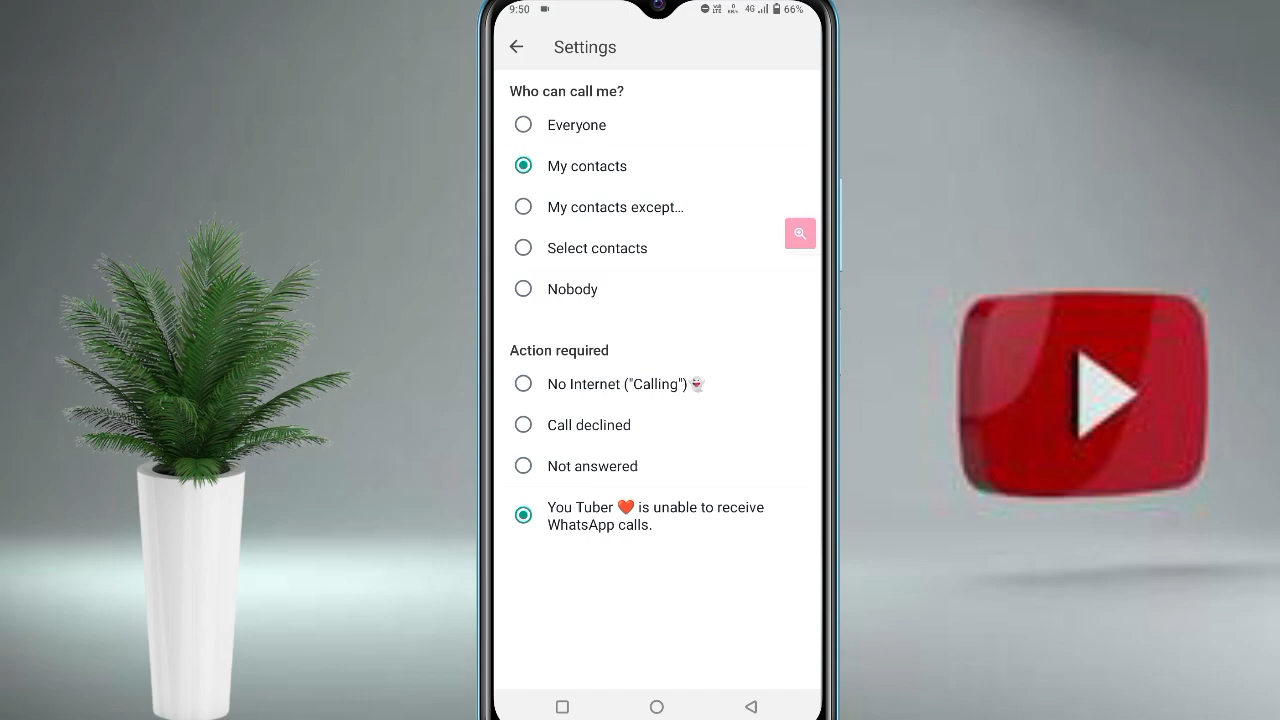 9:50 4G 66%
Settings
Who can call me?
Everyone
My contacts
My contacts except...
Select contacts
Nobody
Action required
No Internet ("Calling")👻
Call declined
Not answered
You Tuber ❤️ is unable to receive
WhatsApp calls.